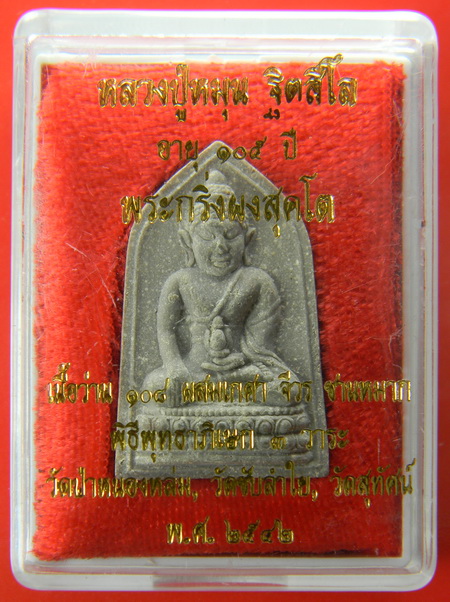 หลวงปู่หมุน ฐิตสีโล
อายุ ๑๐๕ ปี
พระกริ่งผงสุคโต
เนื้อว่าน ๑๐๘ ผสมเกสา จีวร ชานหมาก
พิธีพุทธาภิเษก ๓ วาระ
วัดป่าหนองหล่ม, วัดซับลำใย, วัดสุทัศน์
พ.ศ. ๒๕๔๒